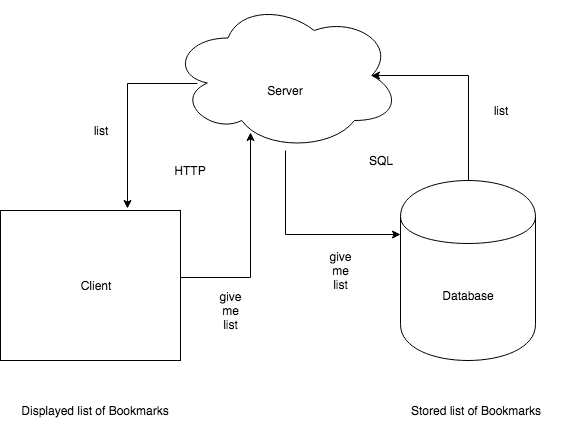 Server
list
list
HTTP
SQL
give
me
list
Client
Database
give
me
list
Displayed list of Bookmarks
Stored list of Bookmarks